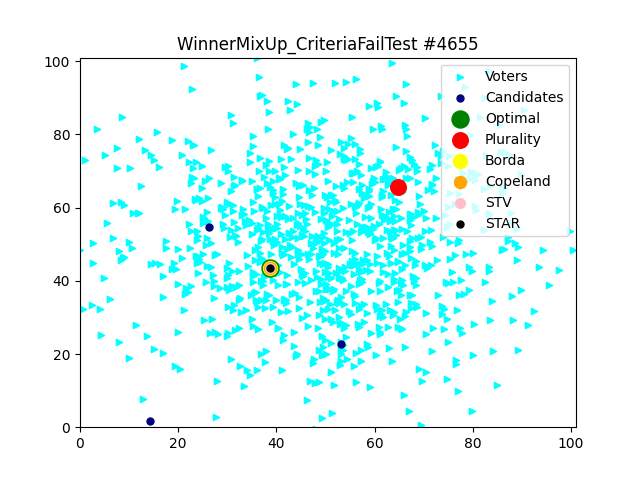 WinnerMixUp_CriteriaFailTest #4655
100
80
60
40
20
0
0 20 40 60 80 100
Voters
Candidates
Optimal
Plurality
Borda
Copeland
STV
STAR